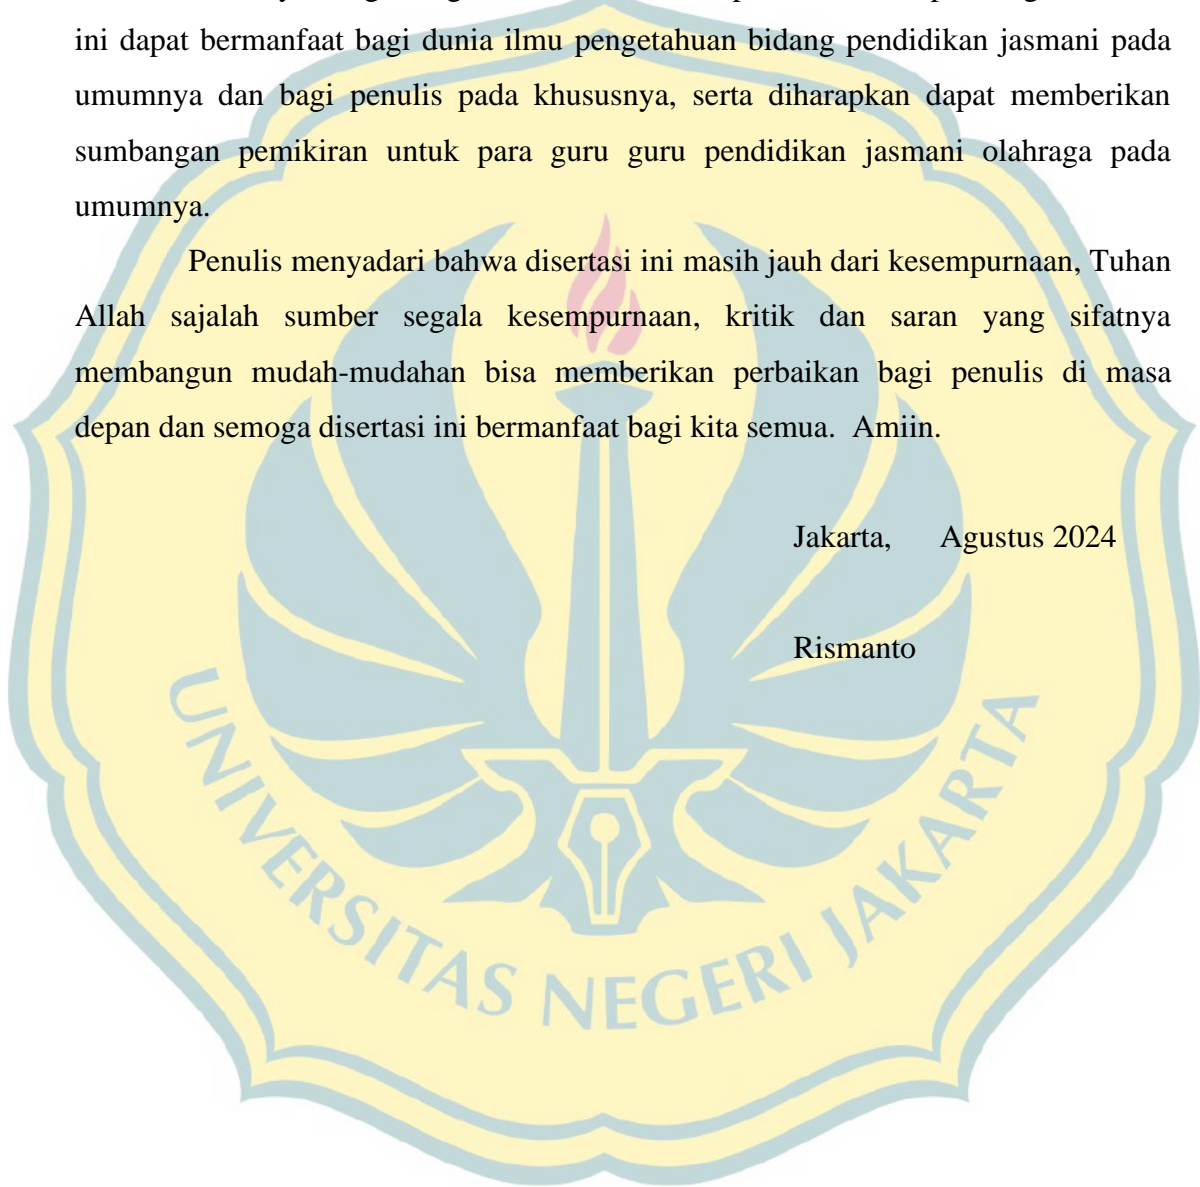 ini dapat bermanfaat bagi dunia ilmu pengetahuan bidang pendidikan jasmani pada
umumnya dan bagi penulis pada khususnya, serta diharapkan dapat memberikan
sumbangan pemikiran untuk para guru guru pendidikan jasmani olahraga pada
umumnya.
Penulis menyadari bahwa disertasi ini masih jauh dari kesempurnaan, Tuhan
Allah sajalah sumber segala kesempurnaan, kritik dan saran yang sifatnya
membangun mudah-mudahan bisa memberikan perbaikan bagi penulis di masa
depan dan semoga disertasi ini bermanfaat bagi kita semua. Amiin.
Jakarta, Agustus 2024
Rismanto
UNIVERSITAS NEGERI JAKARTA